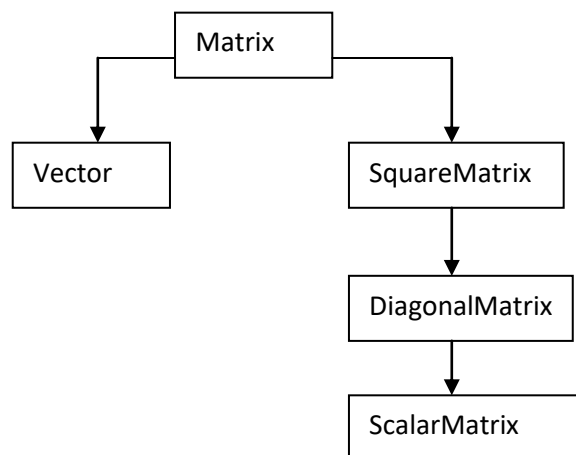 Matrix
Vector
SquareMatrix
DiagonalMatrix
ScalarMatrix